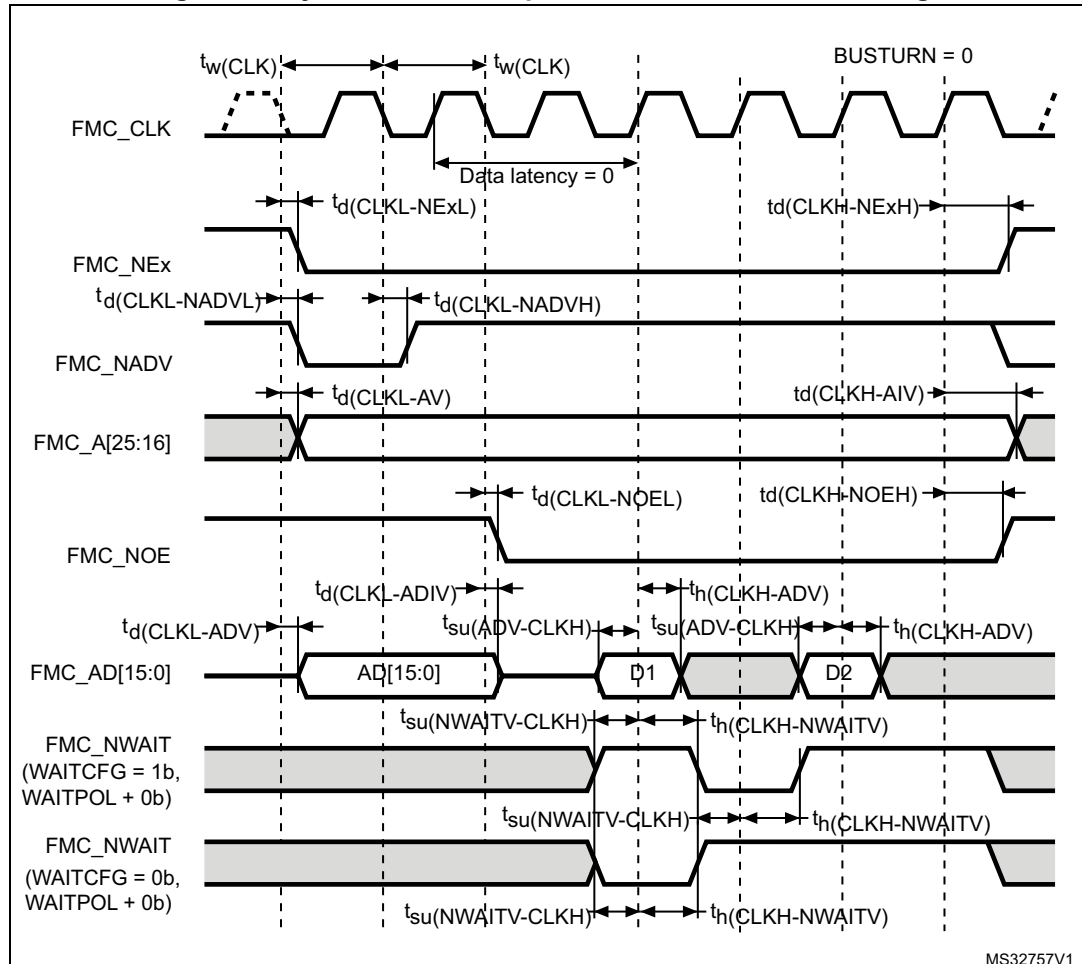 tw(CLK) tw(CLK) BUSTURN = 0
FMC_CLK
Data latency = 0
td(CLKL-NExL) td(CLKH-NExH)
FMC_NEx
td(CLKL-NADVL) td(CLKL-NADVH)
FMC_NADV
td(CLKL-AV) td(CLKH-AIV)
FMC_A[25:16]
td(CLKL-NOEL) td(CLKH-NOEH)
FMC_NOE
td(CLKL-ADIV) th(CLKH-ADV)
td(CLKL-ADV) tsu(ADV-CLKH) tsu(ADV-CLKH) th(CLKH-ADV)
FMC_AD[15:0] AD[15:0] D1 D2
tsu(NWAITV-CLKH) th(CLKH-NWAITV)
FMC_NWAIT
(WAITCFG = 1b,
WAITPOL + 0b)
tsu(NWAITV-CLKH) th(CLKH-NWAITV)
FMC_NWAIT
(WAITCFG = 0b,
WAITPOL + 0b)
tsu(NWAITV-CLKH) th(CLKH-NWAITV)
MS32757V1